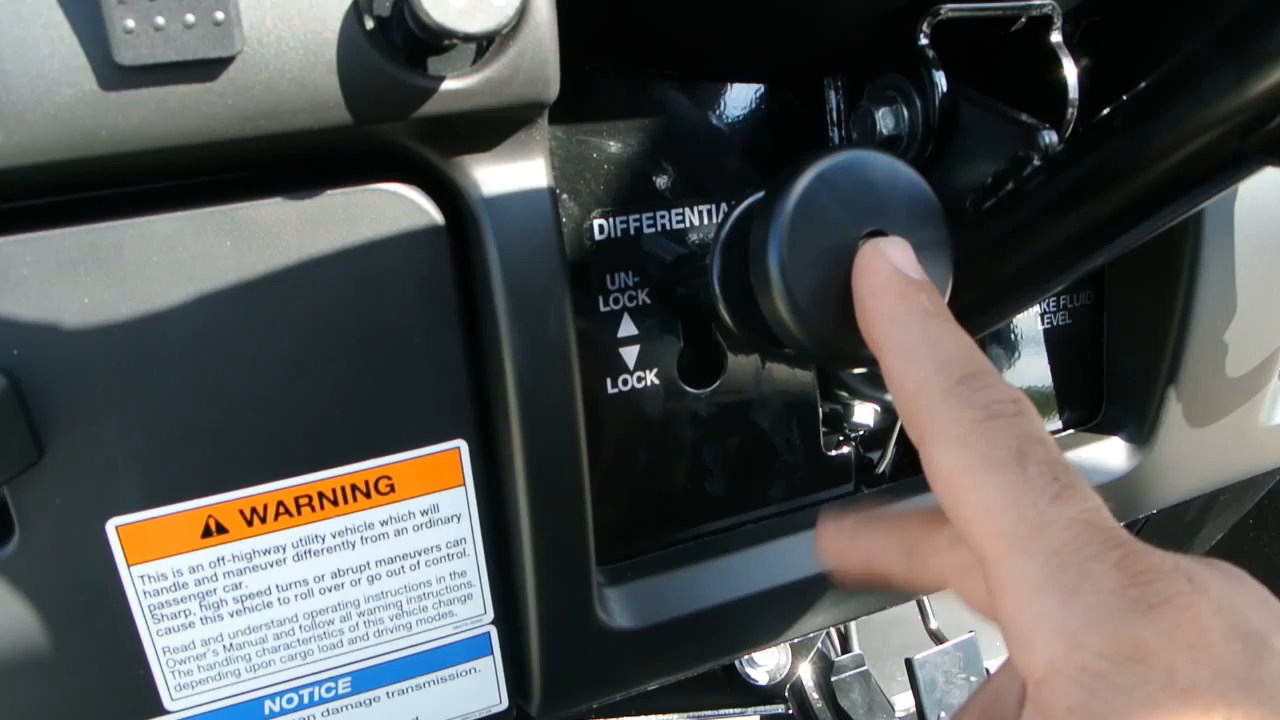 DIFFERENTIA
UN-
LOCK
LOCK
FLUID
LEVEL
WARNING
This is an off-highway utility vehicle which will
handle and maneuver differently from an ordinary
passenger car.
Sharp, high speed turns or abrupt maneuvers can
cause this vehicle to roll over or go out of control.
Read and understand operating instructions in the
Owner's Manual and follow all warning instructions.
The handling characteristics of this vehicle change
depending upon cargo load and driving modes.
NOTICE
damage transmission.